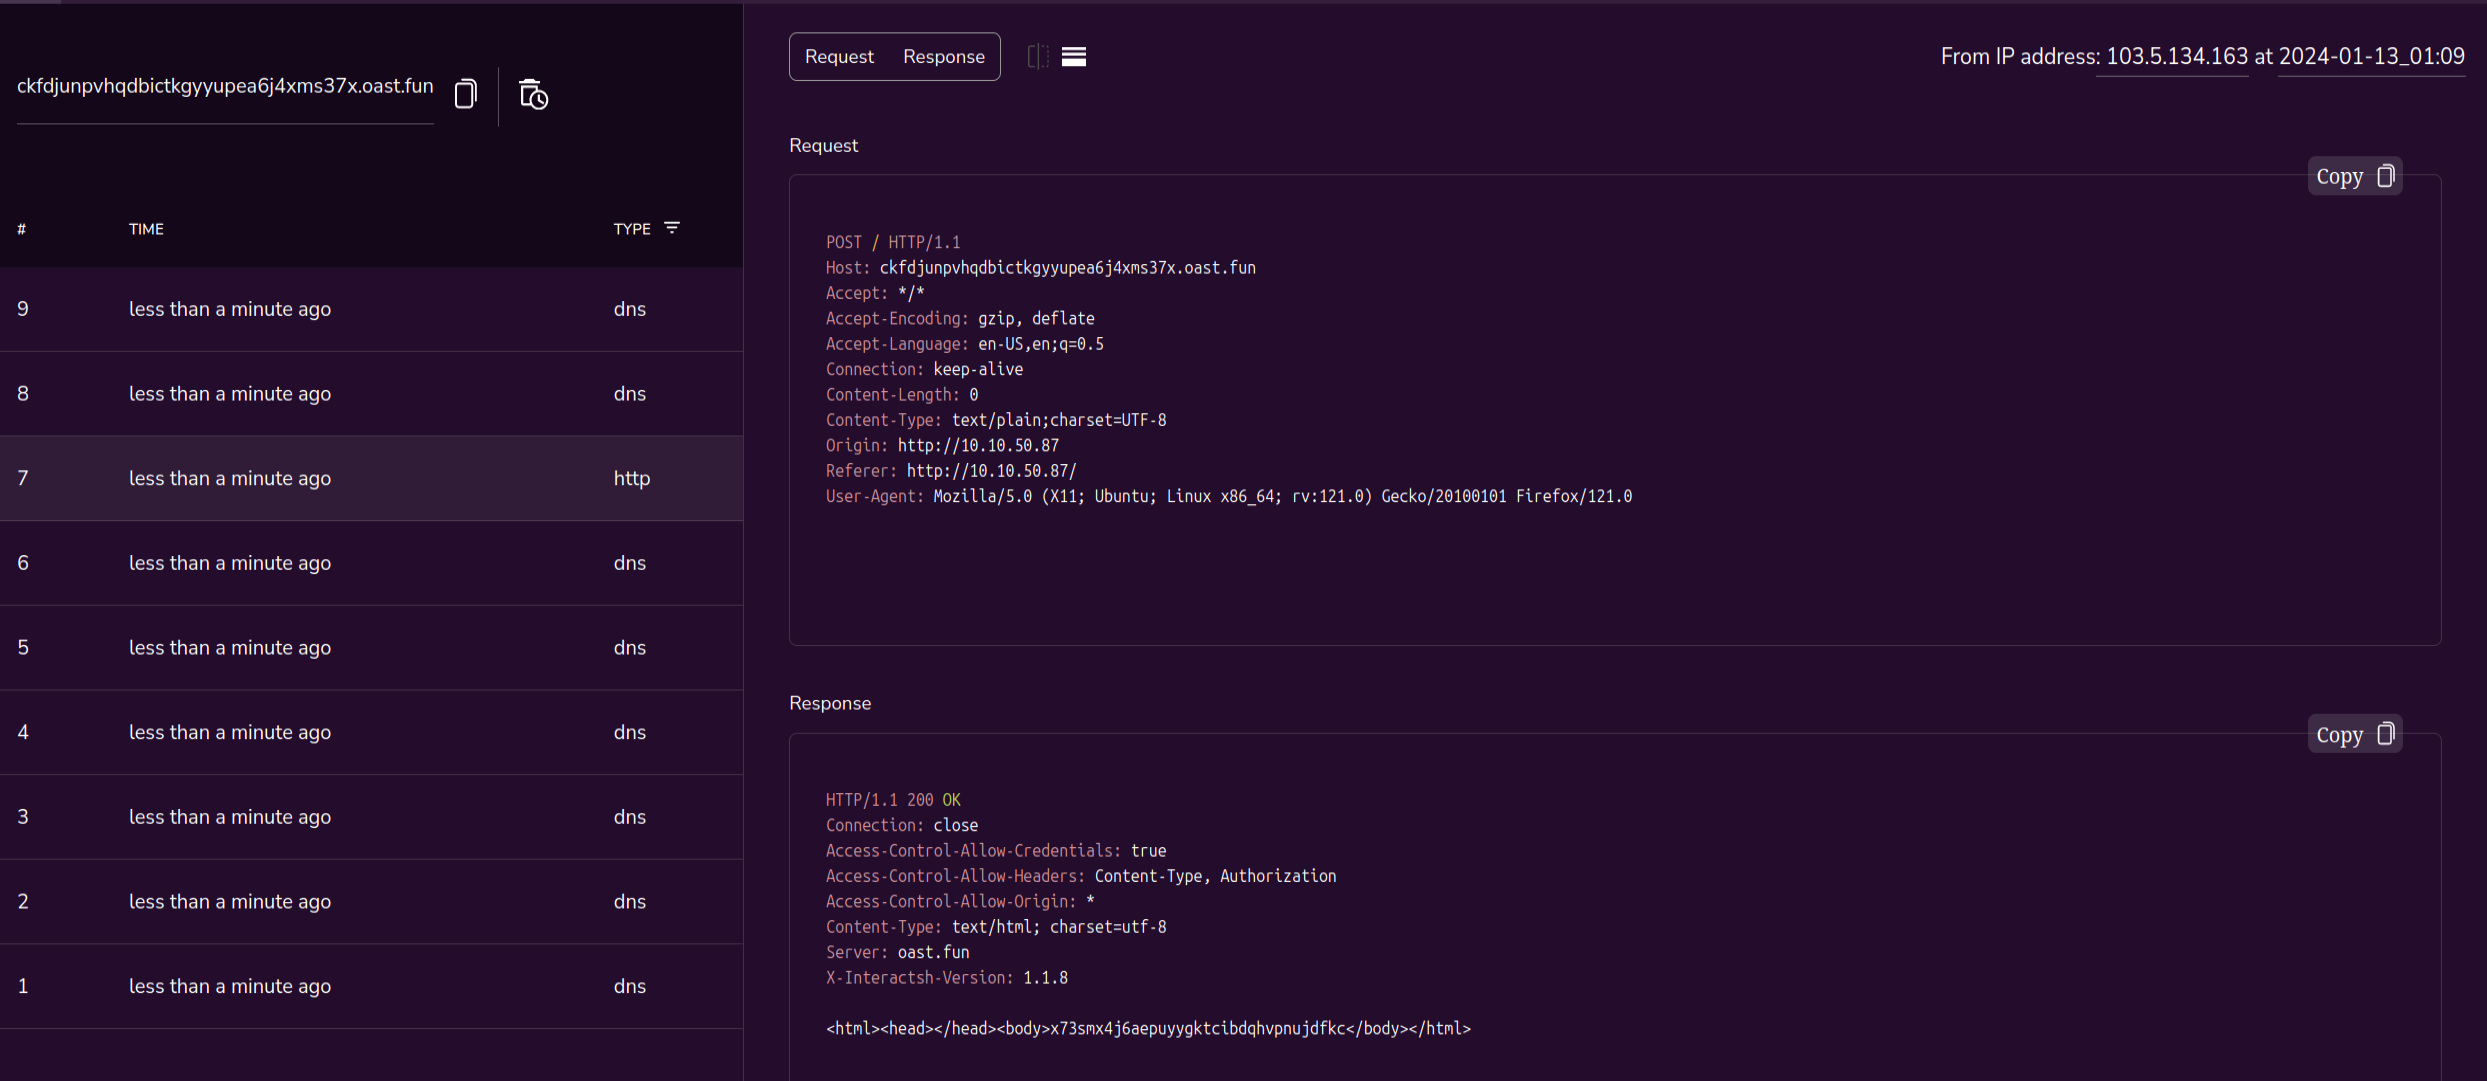 ckfdjunpvhqdbictkgyyupea6j4xms37x.oast.fun
# TIME TYPE
9 less than a minute ago dns
8 less than a minute ago dns
7 less than a minute ago http
6 less than a minute ago dns
5 less than a minute ago dns
4 less than a minute ago dns
3 less than a minute ago dns
2 less than a minute ago dns
1 less than a minute ago dns
Request Response
From IP address: 103.5.134.163 at 2024-01-13_01:09
Request
Copy
POST / HTTP/1.1
Host: ckfdjunpvhqdbictkgyyupea6j4xms37x.oast.fun
Accept: */*
Accept-Encoding: gzip, deflate
Accept-Language: en-US,en;q=0.5
Connection: keep-alive
Content-Length: 0
Content-Type: text/plain;charset=UTF-8
Origin: http://10.10.50.87
Referer: http://10.10.50.87/
User-Agent: Mozilla/5.0 (X11; Ubuntu; Linux x86_64; rv:121.0) Gecko/20100101 Firefox/121.0
Response
Copy
HTTP/1.1 200 OK
Connection: close
Access-Control-Allow-Credentials: true
Access-Control-Allow-Headers: Content-Type, Authorization
Access-Control-Allow-Origin: *
Content-Type: text/html; charset=utf-8
Server: oast.fun
X-Interactsh-Version: 1.1.8
<html><head></head><body>x73smx4j6aepuyygktcibdqhvpnujdfkc</body></html>